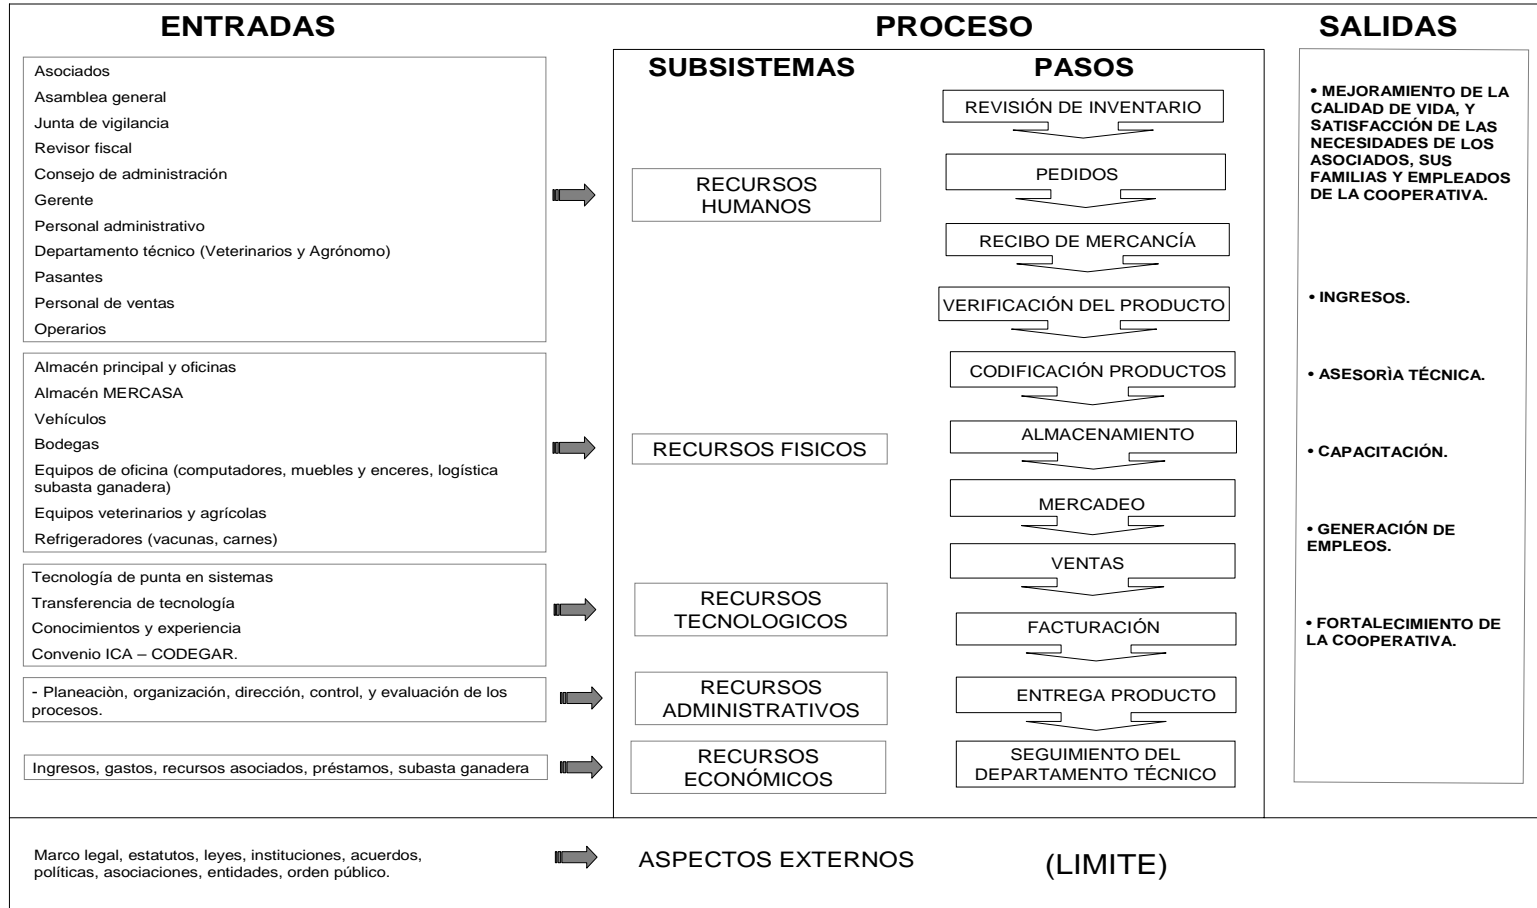 ENTRADAS
PROCESO
SALIDAS
Asociados
Asamblea general
Junta de vigilancia
Revisor fiscal
Consejo de administración
Gerente
Personal administrativo
Departamento técnico (Veterinarios y Agrónomo)
Pasantes
Personal de ventas
Operarios
Almacén principal y oficinas
Almacén MERCASA
Vehículos
Bodegas
Equipos de oficina (computadores, muebles y enceres, logística
subasta ganadera)
Equipos veterinarios y agrícolas
Refrigeradores (vacunas, carnes)
Tecnología de punta en sistemas
Transferencia de tecnología
Conocimientos y experiencia
Convenio ICA – CODEGAR.
- Planeaciòn, organización, dirección, control, y evaluación de los
procesos.
Ingresos, gastos, recursos asociados, préstamos, subasta ganadera
SUBSISTEMAS
RECURSOS
HUMANOS
RECURSOS FISICOS
RECURSOS
TECNOLOGICOS
RECURSOS
ADMINISTRATIVOS
RECURSOS
ECONÓMICOS
PASOS
REVISIÓN DE INVENTARIO
PEDIDOS
RECIBO DE MERCANCÍA
VERIFICACIÓN DEL PRODUCTO
CODIFICACIÓN PRODUCTOS
ALMACENAMIENTO
MERCADEO
VENTAS
FACTURACIÓN
ENTREGA PRODUCTO
SEGUIMIENTO DEL
DEPARTAMENTO TÉCNICO
• MEJORAMIENTO DE LA
CALIDAD DE VIDA, Y
SATISFACCIÓN DE LAS
NECESIDADES DE LOS
ASOCIADOS, SUS
FAMILIAS Y EMPLEADOS
DE LA COOPERATIVA.
• INGRESOS.
• ASESORÌA TÉCNICA.
• CAPACITACIÓN.
• GENERACIÓN DE
EMPLEOS.
• FORTALECIMIENTO DE
LA COOPERATIVA.
Marco legal, estatutos, leyes, instituciones, acuerdos,
políticas, asociaciones, entidades, orden público.
ASPECTOS EXTERNOS
(LIMITE)